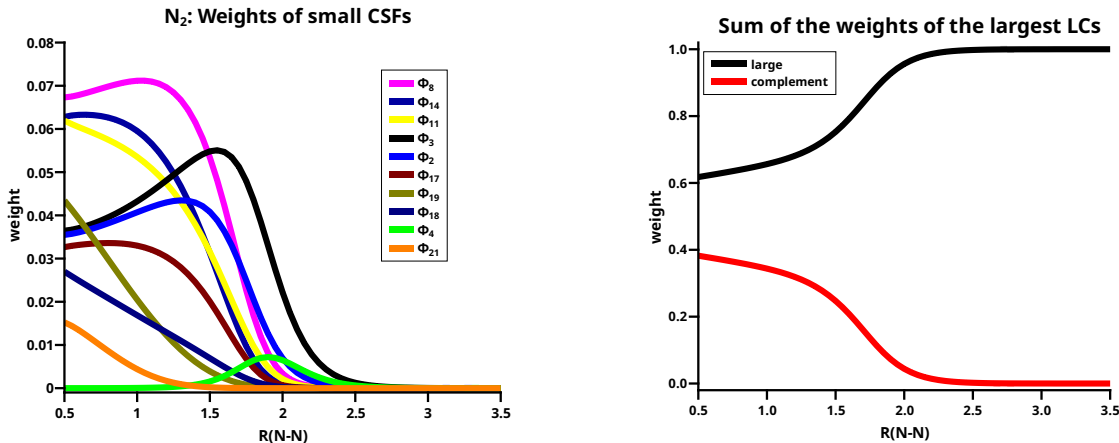 N₂: Weights of small CSFs
0.08
0.07
0.06
0.05
0.04
0.03
0.02
0.01
0
weight
0.5 1 1.5 2 2.5 3 3.5
R(N-N)
Φ₈
Φ₁₄
Φ₁₁
Φ₃
Φ₂
Φ₁₇
Φ₁₉
Φ₁₈
Φ₄
Φ₂₁
Sum of the weights of the largest LCs
1.0
0.8
0.6
0.4
0.2
0.0
weight
large
complement
0.5 1.0 1.5 2.0 2.5 3.0 3.5
R(N-N)